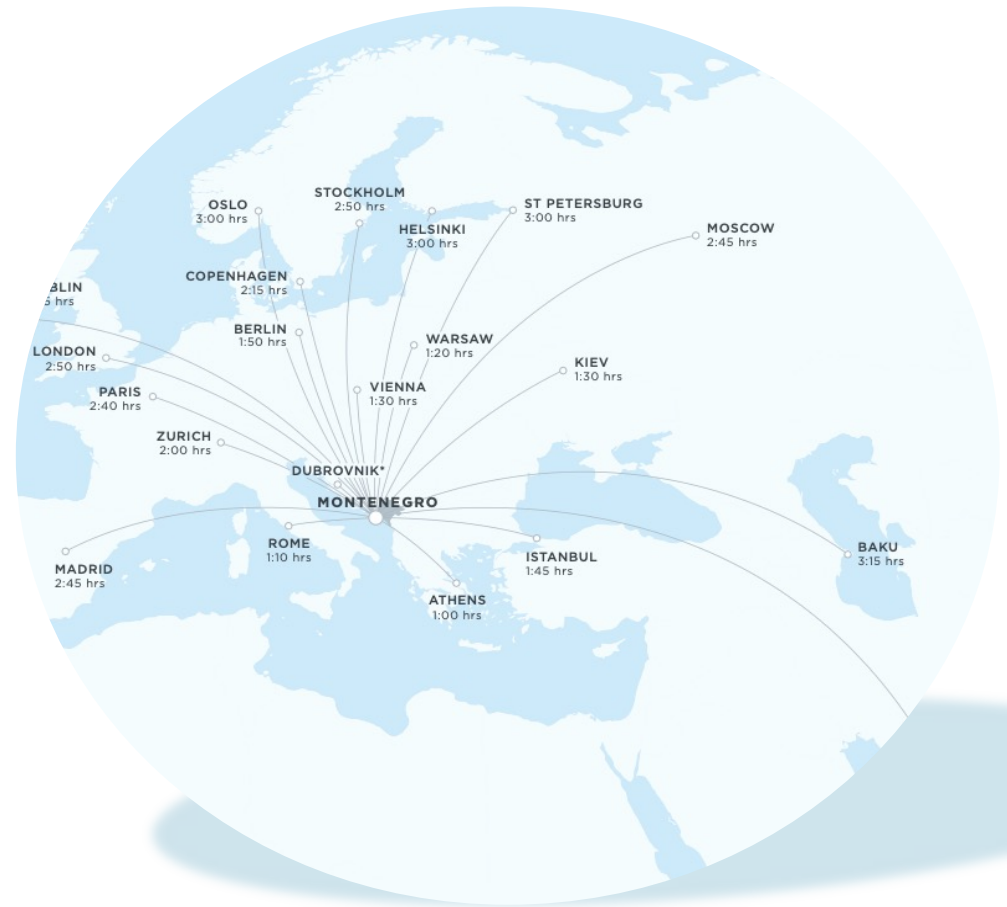 STOCKHOLM
2:50 hrs
OSLO
3:00 hrs
ST PETERSBURG
3:00 hrs
HELSINKI
3:00 hrs
MOSCOW
2:45 hrs
COPENHAGEN
2:15 hrs
BLIN
5 hrs
BERLIN
1:50 hrs
WARSAW
1:20 hrs
LONDON
2:50 hrs
KIEV
1:30 hrs
VIENNA
1:30 hrs
PARIS
2:40 hrs
ZURICH
2:00 hrs
DUBROVNIK*
MONTENEGRO
ROME
1:10 hrs
ISTANBUL
1:45 hrs
BAKU
3:15 hrs
MADRID
2:45 hrs
ATHENS
1:00 hrs